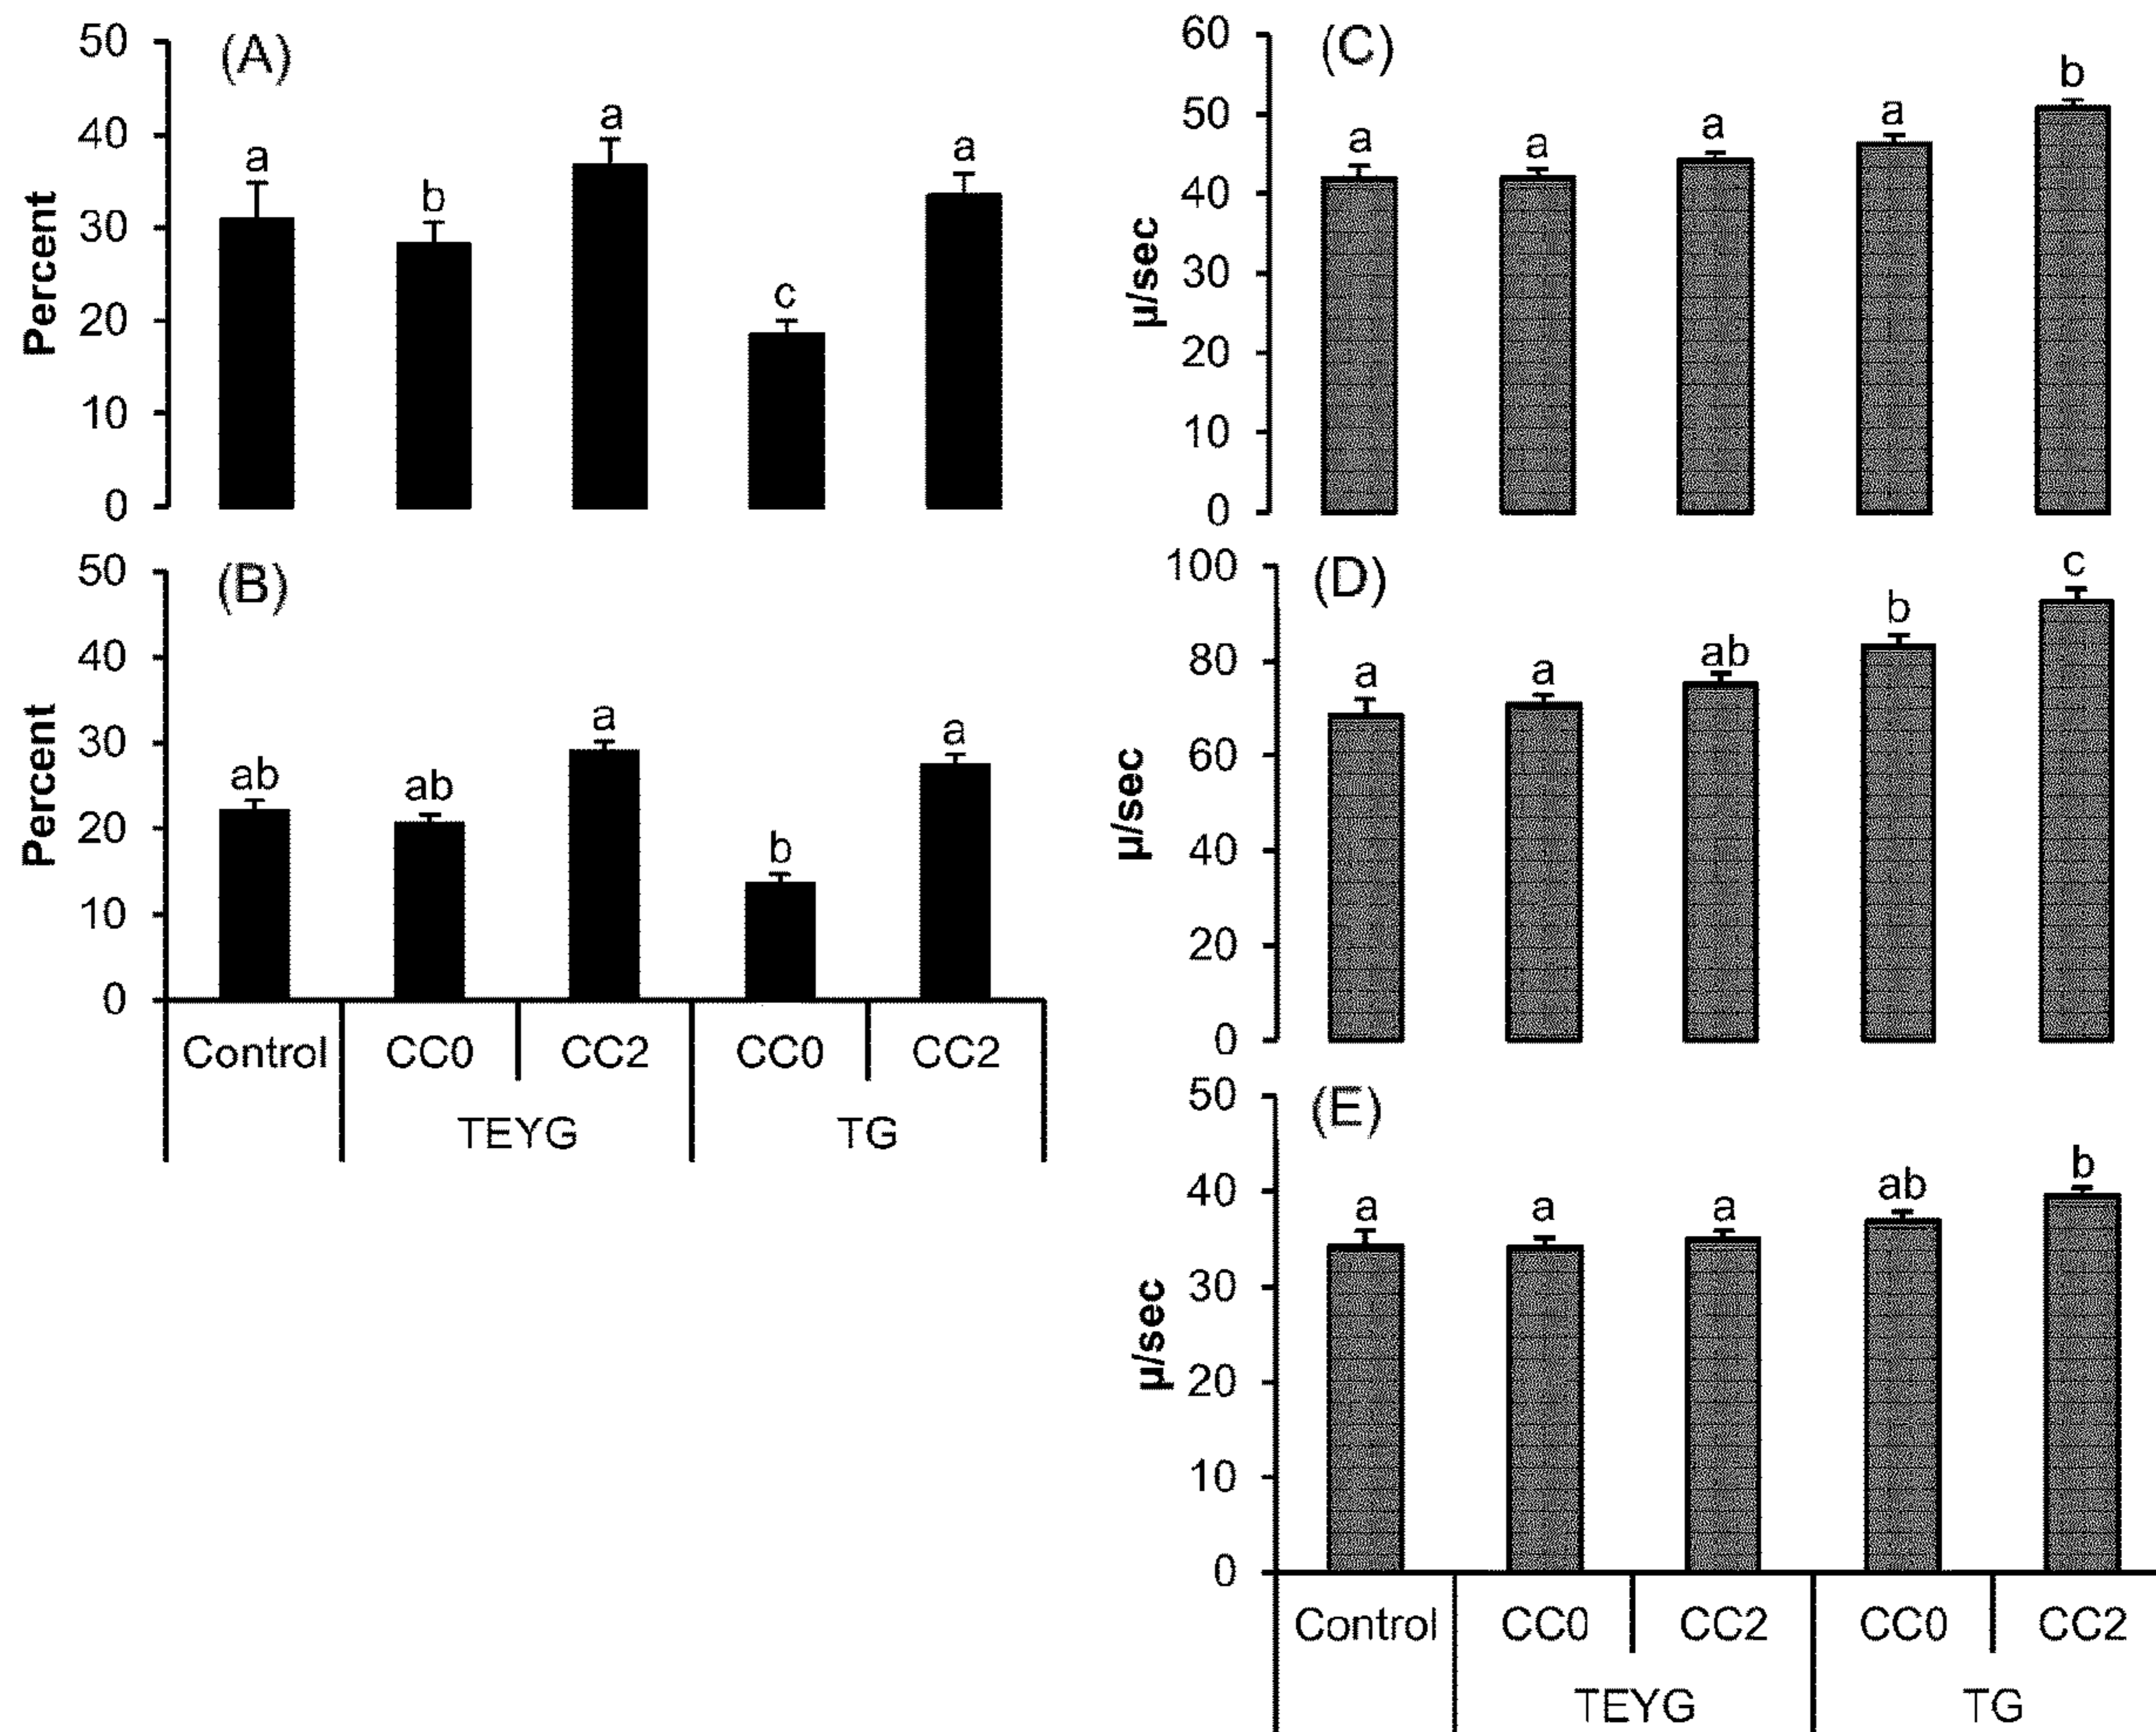 (A)
Percent
50
40
30
20
10
0
a
b
a
c
a
(B)
Percent
50
40
30
20
10
0
ab
ab
a
b
a
Control CC0 CC2 CC0 CC2
TEYG TG
(C)
µ/sec
60
50
40
30
20
10
0
a
a
a
a
b
(D)
µ/sec
100
80
60
40
20
0
a
a
ab
b
c
(E)
µ/sec
50
40
30
20
10
0
a
a
a
ab
b
Control CC0 CC2 CC0 CC2
TEYG TG